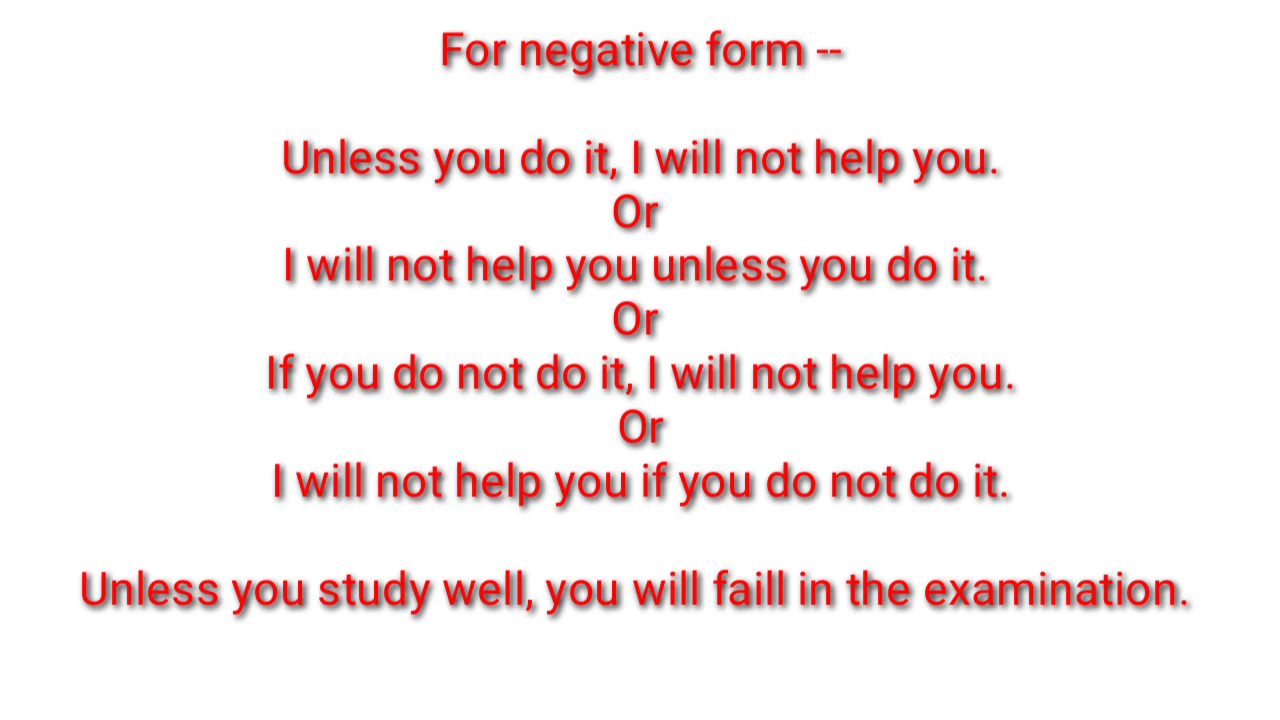 For negative form --
Unless you do it, I will not help you.
Or
I will not help you unless you do it.
Or
If you do not do it, I will not help you.
Or
I will not help you if you do not do it.
Unless you study well, you will faill in the examination.